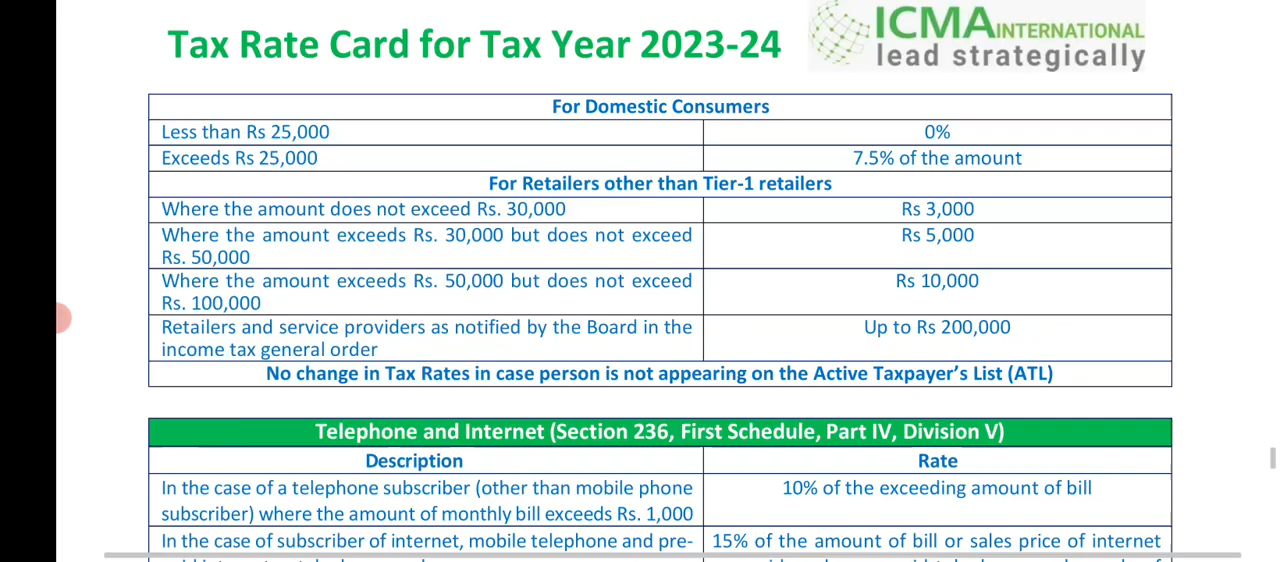 Tax Rate Card for Tax Year 2023-24
ICMA INTERNATIONAL
lead strategically
For Domestic Consumers
Less than Rs 25,000 0%
Exceeds Rs 25,000 7.5% of the amount
For Retailers other than Tier-1 retailers
Where the amount does not exceed Rs. 30,000 Rs 3,000
Where the amount exceeds Rs. 30,000 but does not exceed Rs 5,000
Rs. 50,000
Where the amount exceeds Rs. 50,000 but does not exceed Rs 10,000
Rs. 100,000
Retailers and service providers as notified by the Board in the Up to Rs 200,000
income tax general order
No change in Tax Rates in case person is not appearing on the Active Taxpayer’s List (ATL)
Telephone and Internet (Section 236, First Schedule, Part IV, Division V)
Description Rate
In the case of a telephone subscriber (other than mobile phone 10% of the exceeding amount of bill
subscriber) where the amount of monthly bill exceeds Rs. 1,000
In the case of subscriber of internet, mobile telephone and pre- 15% of the amount of bill or sales price of internet